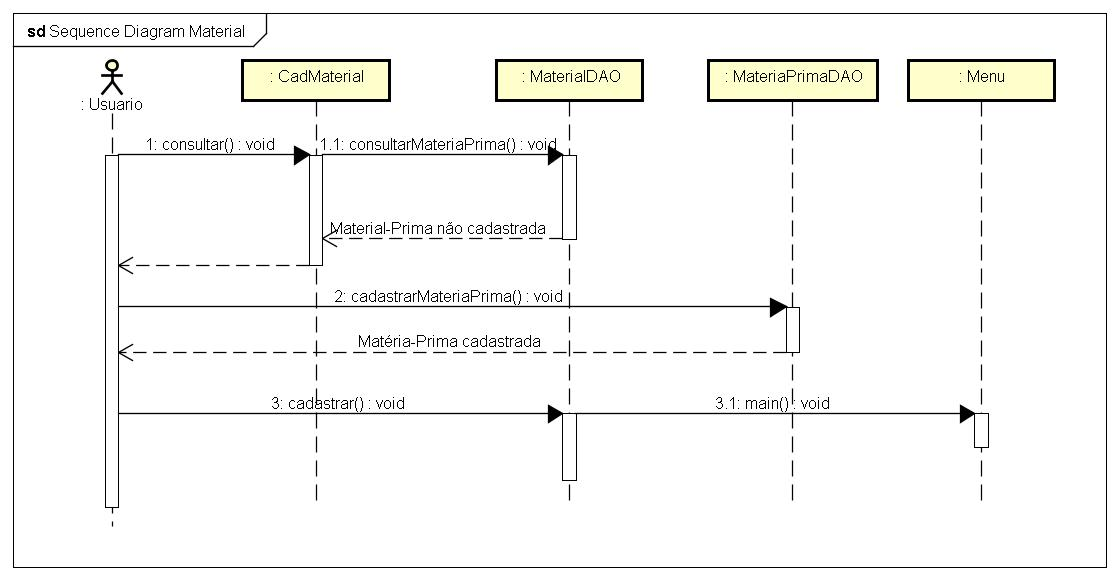 sd Sequence Diagram Material
: Usuario
: CadMaterial
: MaterialDAO
: MateriaPrimaDAO
: Menu
1: consultar() : void
1.1: consultarMateriaPrima() : void
Material-Prima não cadastrada
2: cadastrarMateriaPrima() : void
Matéria-Prima cadastrada
3: cadastrar() : void
3.1: main() : void